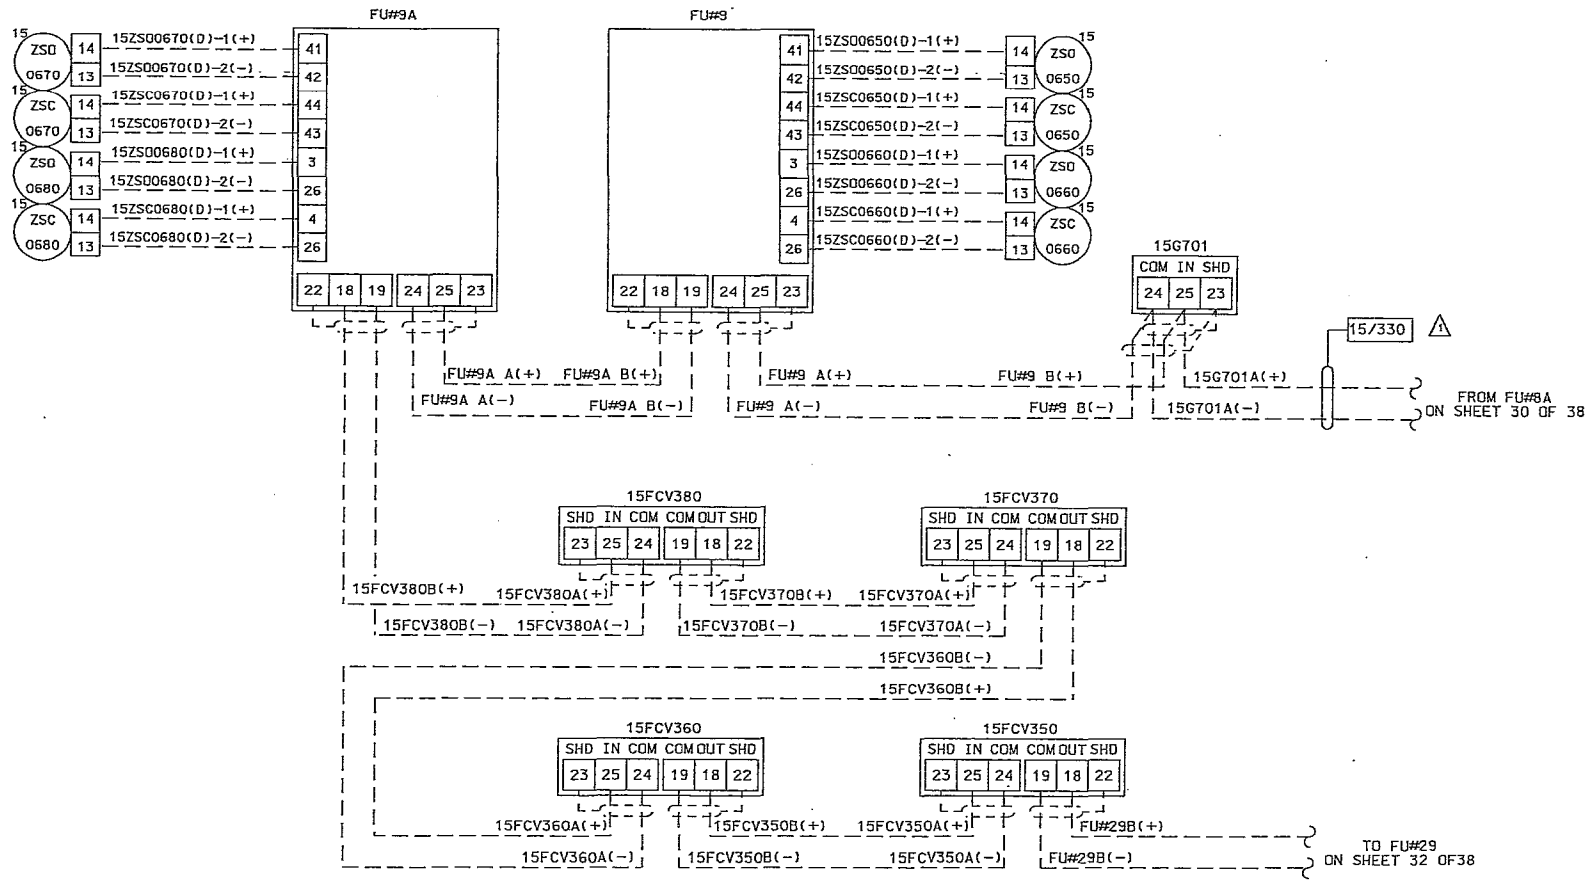 FU#9A
15
ZSO
0670
14
15ZSO0670(D)-1(+)
41
13
15ZSO0670(D)-2(-)
42
15
ZSC
0670
14
15ZSC0670(D)-1(+)
44
13
15ZSC0670(D)-2(-)
43
15
ZSO
0680
14
15ZSO0680(D)-1(+)
3
13
15ZSO0680(D)-2(-)
26
15
ZSC
0680
14
15ZSC0680(D)-1(+)
4
13
15ZSC0680(D)-2(-)
26
22 18 19 24 25 23
FU#9
41
15ZSO0650(D)-1(+)
14
15
ZSO
0650
42
15ZSO0650(D)-2(-)
13
44
15ZSC0650(D)-1(+)
14
15
ZSC
0650
43
15ZSC0650(D)-2(-)
13
3
15ZSO0660(D)-1(+)
14
15
ZSO
0660
26
15ZSO0660(D)-2(-)
13
4
15ZSC0660(D)-1(+)
14
15
ZSC
0660
26
15ZSC0660(D)-2(-)
13
22 18 19 24 25 23
15G701
COM IN SHD
24 25 23
15/330
1
FU#9A A(+) FU#9A B(+)
FU#9 A(+) FU#9 B(+)
15G701A(+)
FU#9A A(-) FU#9A B(-)
FU#9 A(-) FU#9 B(-)
15G701A(-)
FROM FU#8A
ON SHEET 30 OF 38
15FCV380
SHD IN COM COM OUT SHD
23 25 24 19 18 22
15FCV370
SHD IN COM COM OUT SHD
23 25 24 19 18 22
15FCV380B(+) 15FCV380A(+)
15FCV370B(+) 15FCV370A(+)
15FCV380B(-) 15FCV380A(-)
15FCV370B(-) 15FCV370A(-)
15FCV360B(-)
15FCV360B(+)
15FCV360
SHD IN COM COM OUT SHD
23 25 24 19 18 22
15FCV350
SHD IN COM COM OUT SHD
23 25 24 19 18 22
15FCV360A(+)
15FCV350B(+) 15FCV350A(+)
FU#29B(+)
15FCV360A(-)
15FCV350B(-) 15FCV350A(-)
FU#29B(-)
TO FU#29
ON SHEET 32 OF38